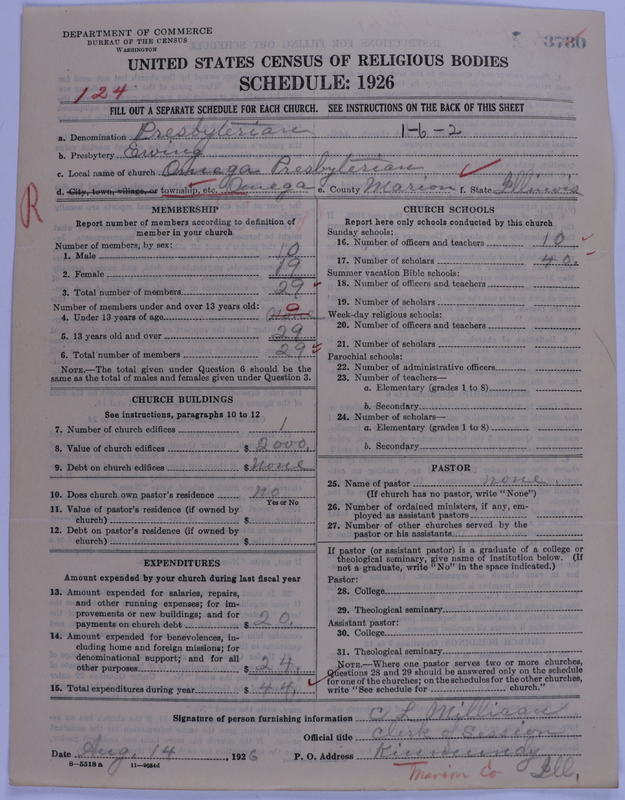 DEPARTMENT OF COMMERCE
BUREAU OF THE CENSUS
WASHINGTON
3780
UNITED STATES CENSUS OF RELIGIOUS BODIES
SCHEDULE: 1926
124
FILL OUT A SEPARATE SCHEDULE FOR EACH CHURCH. SEE INSTRUCTIONS ON THE BACK OF THIS SHEET
a. Denomination Presbyterian 1-6-2
b. Presbytery Ewing
c. Local name of church Omega Presbyterian
d. City, town, village, or township, etc. Omega e. County Marion f. State Illinois
R
MEMBERSHIP
Report number of members according to definition of
member in your church
Number of members, by sex:
1. Male 10
2. Female 19
3. Total number of members 29
Number of members under and over 13 years old:
4. Under 13 years of age None 0
5. 13 years old and over 29
6. Total number of members 29
NOTE.—The total given under Question 6 should be the
same as the total of males and females given under Question 3.
CHURCH BUILDINGS
See instructions, paragraphs 10 to 12
7. Number of church edifices 1
8. Value of church edifices $ 2000.
9. Debt on church edifices $ None
10. Does church own pastor's residence no
Yes or No
11. Value of pastor's residence (if owned by
church) $
12. Debt on pastor's residence (if owned by
church) $
EXPENDITURES
Amount expended by your church during last fiscal year
13. Amount expended for salaries, repairs,
and other running expenses; for im-
provements or new buildings; and for
payments on church debt $ 20.
14. Amount expended for benevolences, in-
cluding home and foreign missions; for
denominational support; and for all
other purposes $ 24.
15. Total expenditures during year $ 44.
CHURCH SCHOOLS
Report here only schools conducted by this church
Sunday schools:
16. Number of officers and teachers 10
17. Number of scholars 40.
Summer vacation Bible schools:
18. Number of officers and teachers
19. Number of scholars
Week-day religious schools:
20. Number of officers and teachers
21. Number of scholars
Parochial schools:
22. Number of administrative officers
23. Number of teachers—
a. Elementary (grades 1 to 8)
b. Secondary
24. Number of scholars—
a. Elementary (grades 1 to 8)
b. Secondary
PASTOR
25. Name of pastor none.
(If church has no pastor, write "None")
26. Number of ordained ministers, if any, em-
ployed as assistant pastors
27. Number of other churches served by the
pastor or his assistants
If pastor (or assistant pastor) is a graduate of a college or
theological seminary, give name of institution below. (If
not a graduate, write "No" in the space indicated.)
Pastor:
28. College
29. Theological seminary
Assistant pastor:
30. College
31. Theological seminary
NOTE.—Where one pastor serves two or more churches,
Questions 28 and 29 should be answered only on the schedule
for one of the churches; on the schedules for the other churches,
write "See schedule for church."
Signature of person furnishing information C L Milligan
Official title Clerk of Session
Date Aug. 14 1926 P. O. Address Kinmundy
Marion Co Ill.
8—5518 a